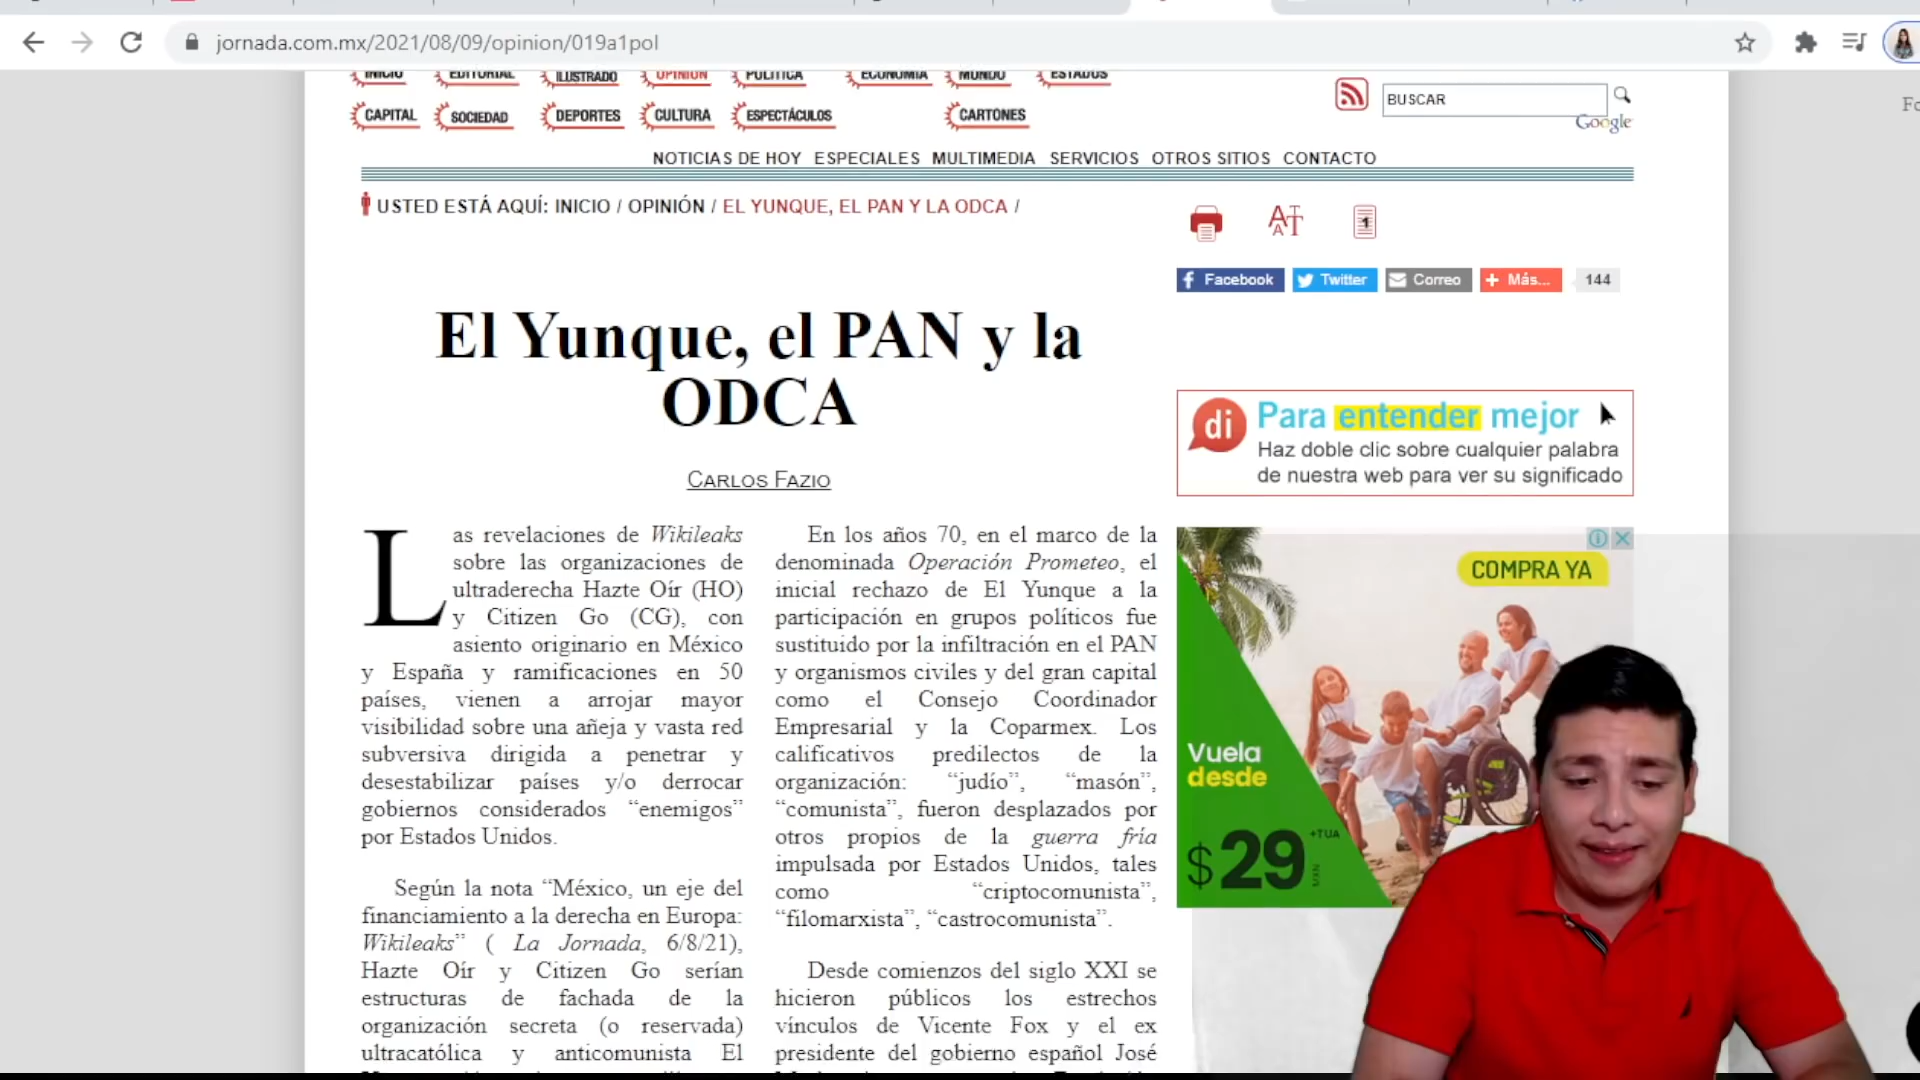 jornada.com.mx/2021/08/09/opinion/019a1pol
INICIO EDITORIAL ILUSTRADO OPINIÓN POLÍTICA ECONOMÍA MUNDO ESTADOS
CAPITAL SOCIEDAD DEPORTES CULTURA ESPECTÁCULOS CARTONES
BUSCAR
Google
NOTICIAS DE HOY ESPECIALES MULTIMEDIA SERVICIOS OTROS SITIOS CONTACTO
USTED ESTÁ AQUÍ: INICIO / OPINIÓN / EL YUNQUE, EL PAN Y LA ODCA /
Facebook Twitter Correo Más... 144
El Yunque, el PAN y la
ODCA
CARLOS FAZIO
Las revelaciones de Wikileaks
sobre las organizaciones de
ultraderecha Hazte Oír (HO)
y Citizen Go (CG), con
asiento originario en México
y España y ramificaciones en 50
países, vienen a arrojar mayor
visibilidad sobre una añeja y vasta red
subversiva dirigida a penetrar y
desestabilizar países y/o derrocar
gobiernos considerados “enemigos”
por Estados Unidos.
Según la nota “México, un eje del
financiamiento a la derecha en Europa:
Wikileaks” ( La Jornada, 6/8/21),
Hazte Oír y Citizen Go serían
estructuras de fachada de la
organización secreta (o reservada)
ultracatólica y anticomunista El
En los años 70, en el marco de la
denominada Operación Prometeo, el
inicial rechazo de El Yunque a la
participación en grupos políticos fue
sustituido por la infiltración en el PAN
y organismos civiles y del gran capital
como el Consejo Coordinador
Empresarial y la Coparmex. Los
calificativos predilectos de la
organización: “judío”, “masón”,
“comunista”, fueron desplazados por
otros propios de la guerra fría
impulsada por Estados Unidos, tales
como “criptocomunista”,
“filomarxista”, “castrocomunista”.
Desde comienzos del siglo XXI se
hicieron públicos los estrechos
vínculos de Vicente Fox y el ex
presidente del gobierno español José
di Para entender mejor
Haz doble clic sobre cualquier palabra
de nuestra web para ver su significado
COMPRA YA
Vuela
desde
$29 +TUA